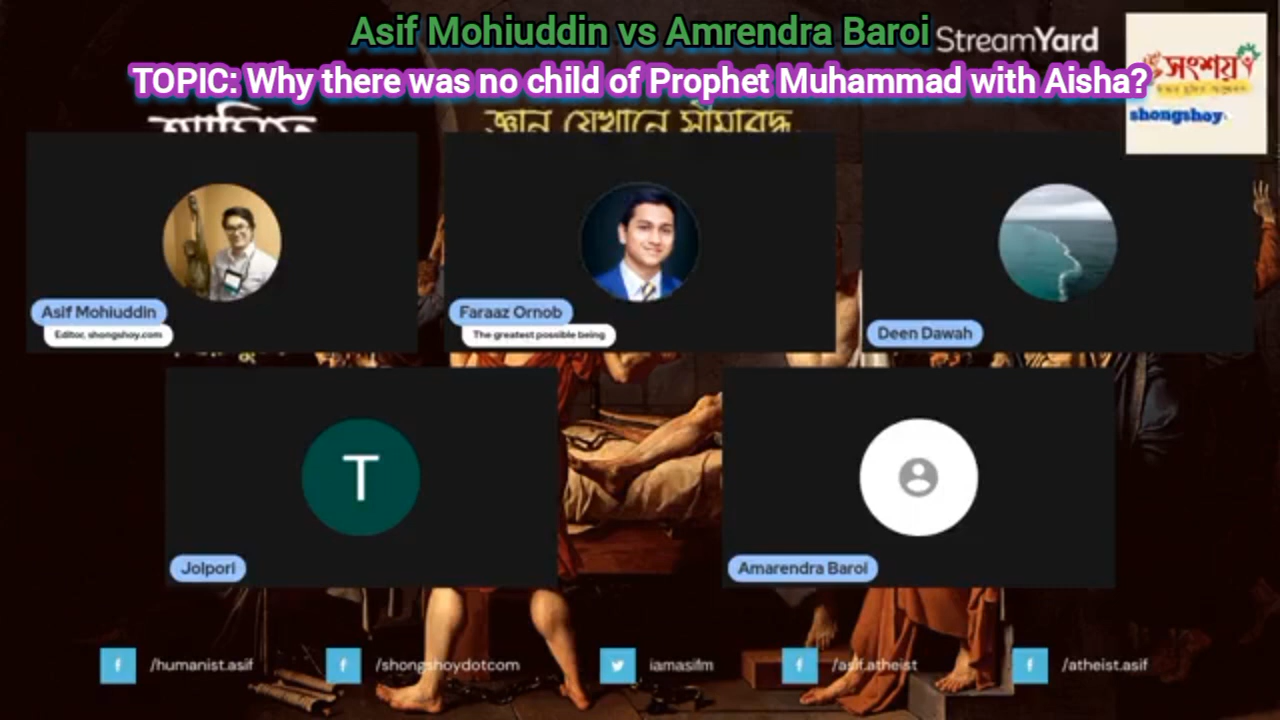 Asif Mohiuddin vs Amrendra Baroi
StreamYard
TOPIC: Why there was no child of Prophet Muhammad with Aisha?
সংশয়
shongshoy
জ্ঞান যেখানে সীমাবদ্ধ
Asif Mohiuddin
Editor, shongshoy.com
Faraaz Ornob
The greatest possible being
Deen Dawah
T
Jolpori
Amarendra Baroi
/humanist.asif
/shongshoydotcom
iamasifm
/asif.atheist
/atheist.asif